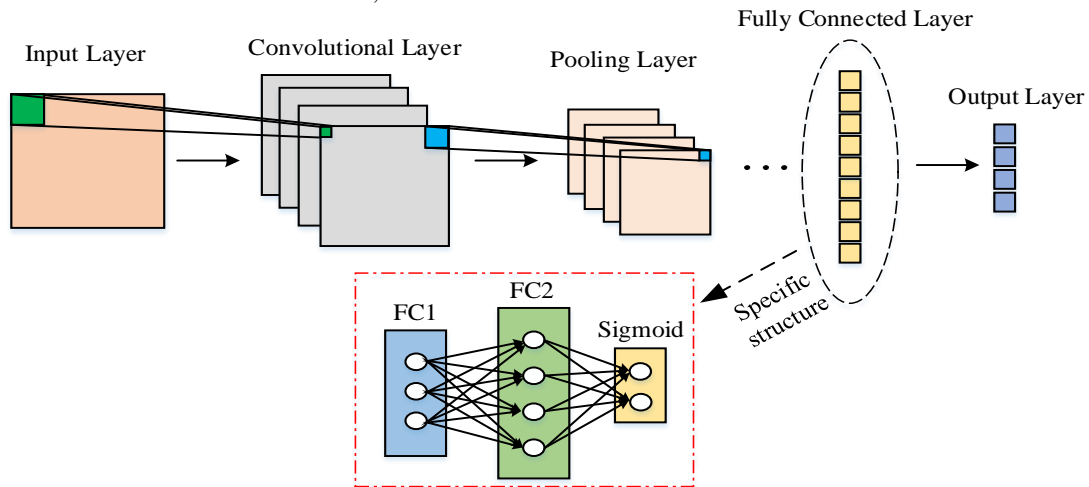 Fully Connected Layer
Input Layer
Convolutional Layer
Pooling Layer
Output Layer
...
Specific
structure
FC1
FC2
Sigmoid